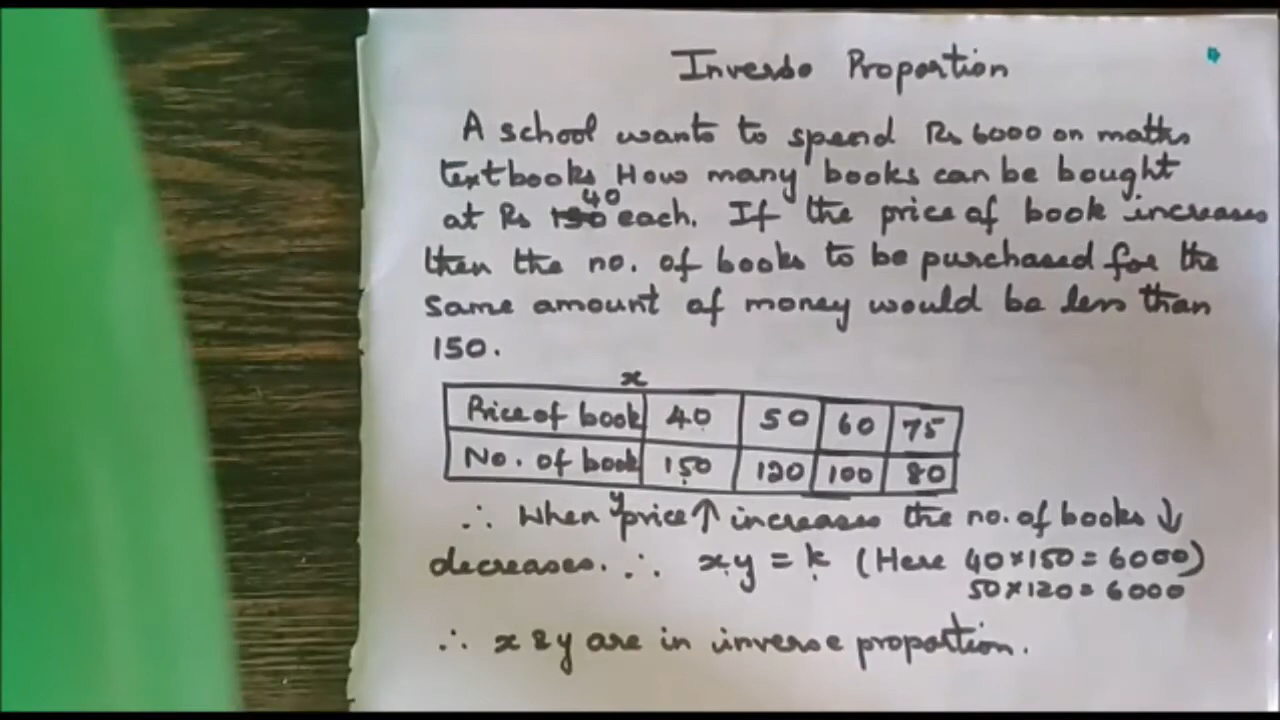 Inverse Proportion
A school wants to spend Rs 6000 on maths
textbooks. How many books can be bought
at Rs 40 each. If the price of book increases
then the no. of books to be purchased for the
same amount of money would be less than
150.
x
Price of book 40 50 60 75
No. of book 150 120 100 80
y
∴ When price ↑ increases the no. of books ↓
decreases. ∴ xy = k (Here 40×150 = 6000)
50×120 = 6000
∴ x & y are in inverse proportion.